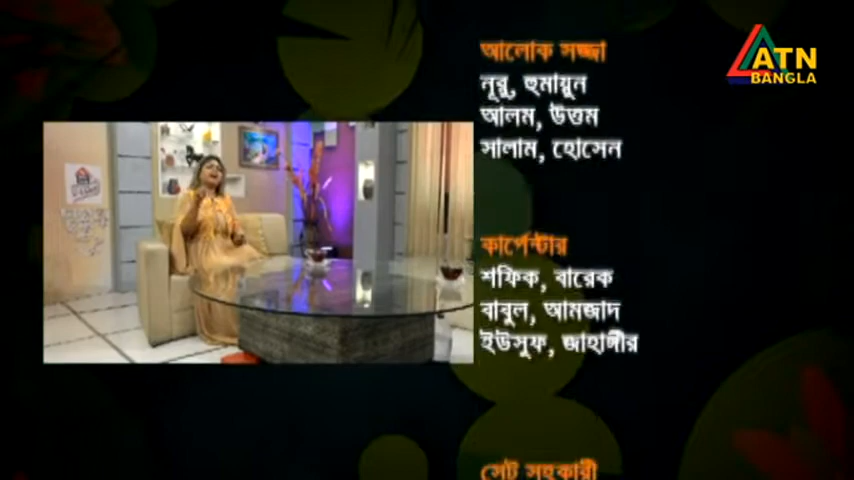 ATN
BANGLA
আলোক সজ্জা
নূরু, হুমায়ুন
আলম, উত্তম
সালাম, হোসেন
কার্পেন্টার
শফিক, বারেক
বাবুল, আমজাদ
ইউসুফ, জাহাঙ্গীর
সেট সহকারী